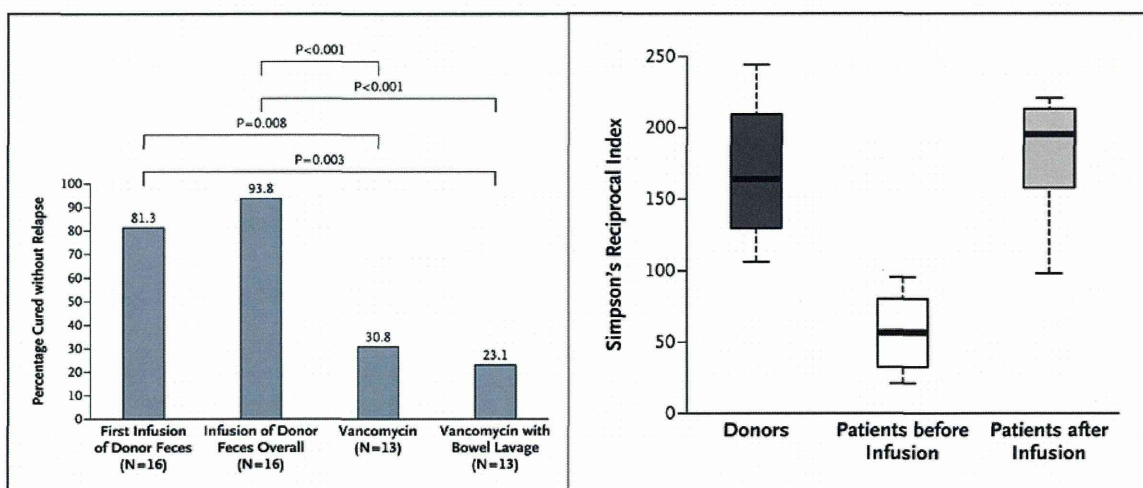 P<0.001
P<0.001
P=0.008
P=0.003
Percentage Cured without Relapse
100
90
80
70
60
50
40
30
20
10
0
81.3
93.8
30.8
23.1
First Infusion
of Donor Feces
(N=16)
Infusion of Donor
Feces Overall
(N=16)
Vancomycin
(N=13)
Vancomycin with
Bowel Lavage
(N=13)
Simpson's Reciprocal Index
250
200
150
100
50
0
Donors
Patients before
Infusion
Patients after
Infusion